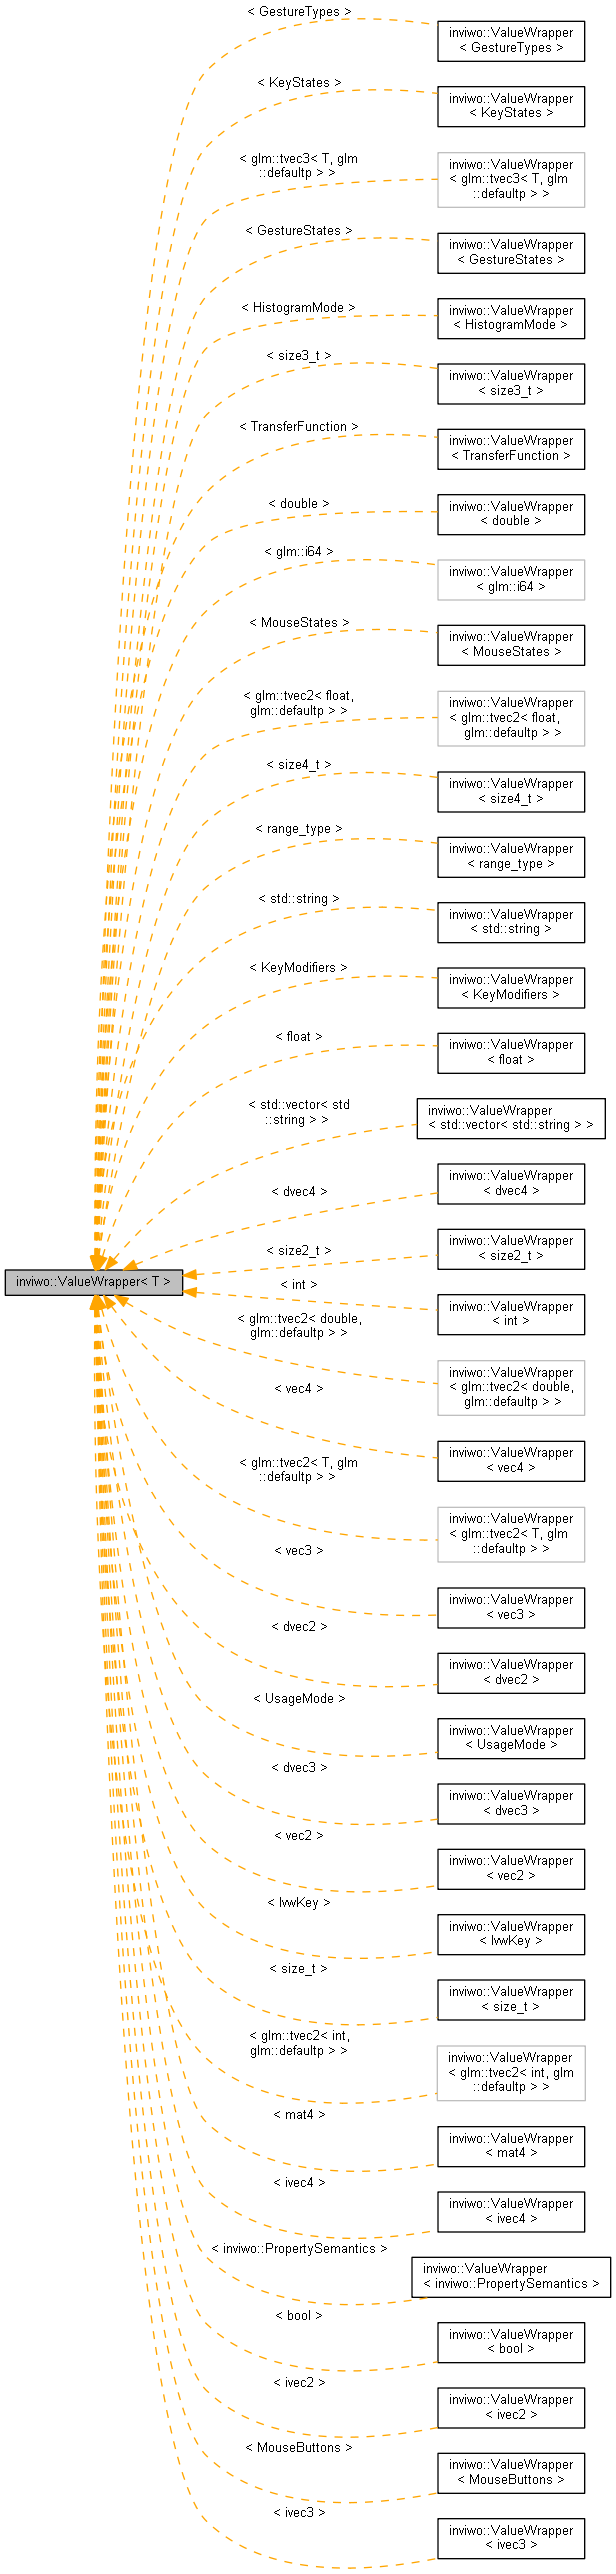 < GestureTypes >
inviwo::ValueWrapper
< GestureTypes >
< KeyStates >
inviwo::ValueWrapper
< KeyStates >
< glm::tvec3< T, glm
::defaultp > >
inviwo::ValueWrapper
< glm::tvec3< T, glm
::defaultp > >
< GestureStates >
inviwo::ValueWrapper
< GestureStates >
< HistogramMode >
inviwo::ValueWrapper
< HistogramMode >
< size3_t >
inviwo::ValueWrapper
< size3_t >
< TransferFunction >
inviwo::ValueWrapper
< TransferFunction >
< double >
inviwo::ValueWrapper
< double >
< glm::i64 >
inviwo::ValueWrapper
< glm::i64 >
< MouseStates >
inviwo::ValueWrapper
< MouseStates >
< glm::tvec2< float,
glm::defaultp > >
inviwo::ValueWrapper
< glm::tvec2< float,
glm::defaultp > >
< size4_t >
inviwo::ValueWrapper
< size4_t >
< range_type >
inviwo::ValueWrapper
< range_type >
< std::string >
inviwo::ValueWrapper
< std::string >
< KeyModifiers >
inviwo::ValueWrapper
< KeyModifiers >
< float >
inviwo::ValueWrapper
< float >
< std::vector< std
::string > >
inviwo::ValueWrapper
< std::vector< std::string > >
< dvec4 >
inviwo::ValueWrapper
< dvec4 >
< size2_t >
inviwo::ValueWrapper
< size2_t >
inviwo::ValueWrapper< T >
< int >
inviwo::ValueWrapper
< int >
< glm::tvec2< double,
glm::defaultp > >
inviwo::ValueWrapper
< glm::tvec2< double,
glm::defaultp > >
< vec4 >
inviwo::ValueWrapper
< vec4 >
< glm::tvec2< T, glm
::defaultp > >
inviwo::ValueWrapper
< glm::tvec2< T, glm
::defaultp > >
< vec3 >
inviwo::ValueWrapper
< vec3 >
< dvec2 >
inviwo::ValueWrapper
< dvec2 >
< UsageMode >
inviwo::ValueWrapper
< UsageMode >
< dvec3 >
inviwo::ValueWrapper
< dvec3 >
< vec2 >
inviwo::ValueWrapper
< vec2 >
< IvwKey >
inviwo::ValueWrapper
< IvwKey >
< size_t >
inviwo::ValueWrapper
< size_t >
< glm::tvec2< int,
glm::defaultp > >
inviwo::ValueWrapper
< glm::tvec2< int, glm
::defaultp > >
< mat4 >
inviwo::ValueWrapper
< mat4 >
< ivec4 >
inviwo::ValueWrapper
< ivec4 >
< inviwo::PropertySemantics >
inviwo::ValueWrapper
< inviwo::PropertySemantics >
< bool >
inviwo::ValueWrapper
< bool >
< ivec2 >
inviwo::ValueWrapper
< ivec2 >
< MouseButtons >
inviwo::ValueWrapper
< MouseButtons >
< ivec3 >
inviwo::ValueWrapper
< ivec3 >